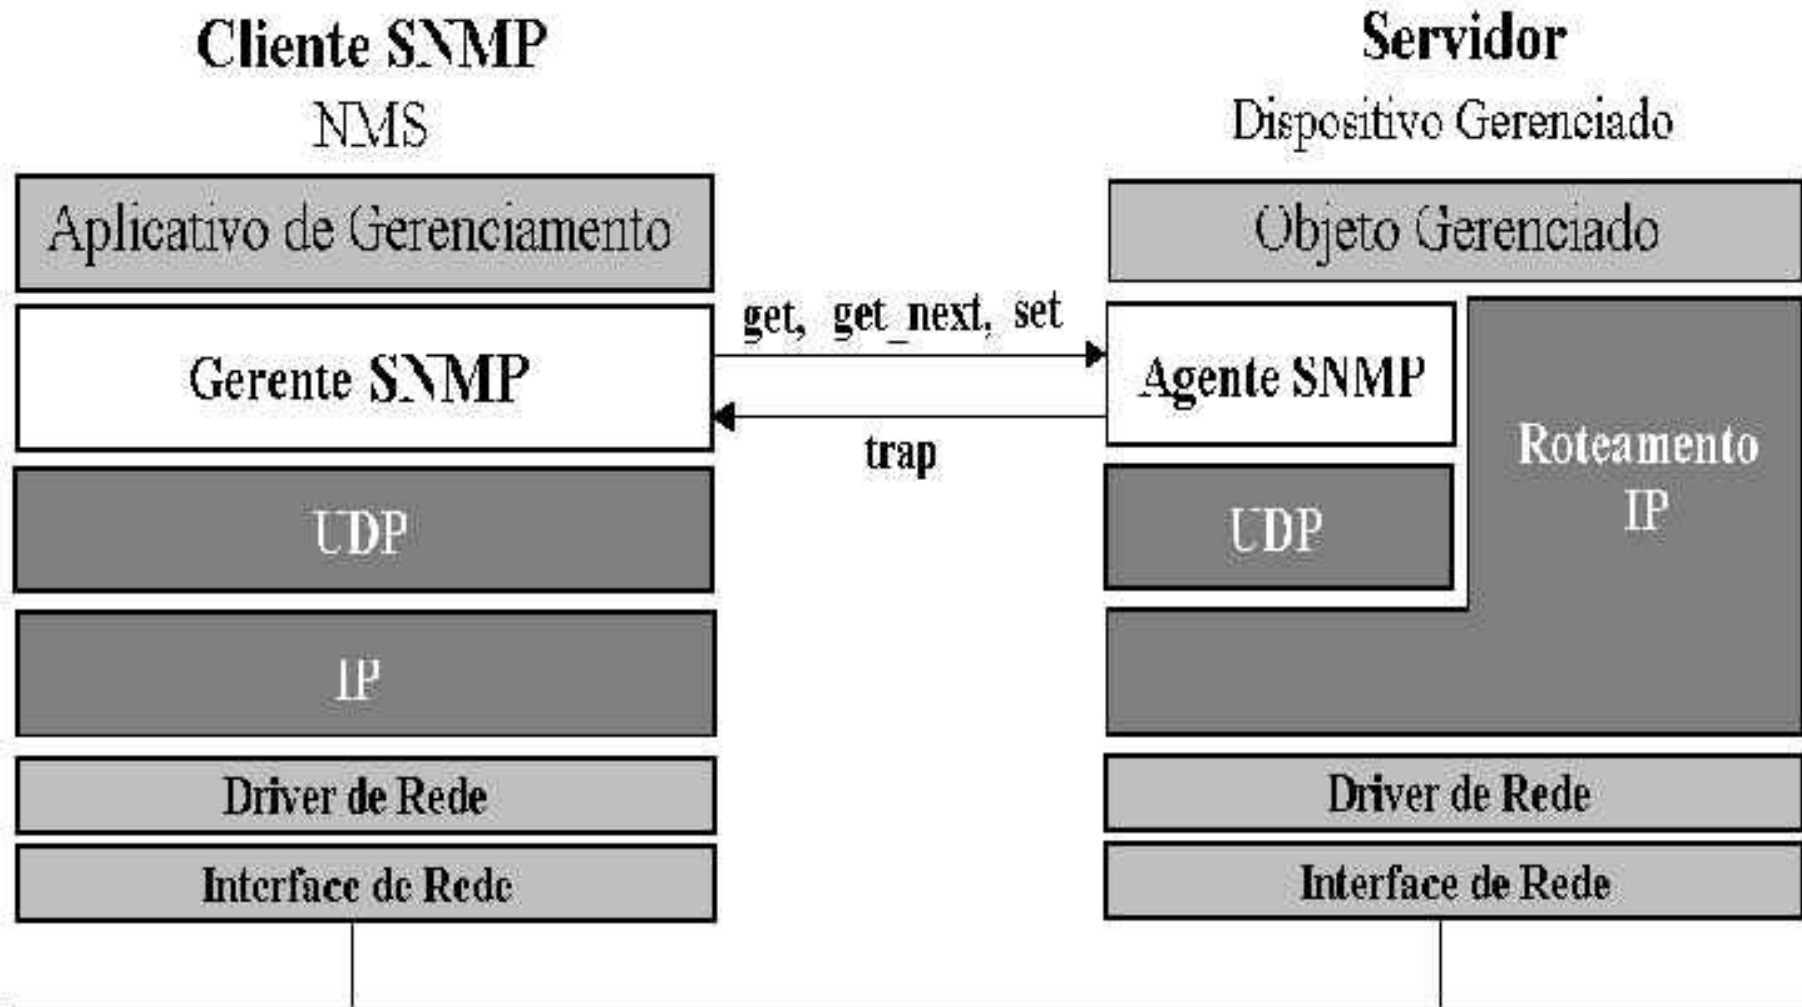 Cliente SNMP
NMS
Aplicativo de Gerenciamento
Gerente SNMP
UDP
IP
Driver de Rede
Interface de Rede
get, get_next, set
trap
Servidor
Dispositivo Gerenciado
Objeto Gerenciado
Agente SNMP
UDP
Roteamento
IP
Driver de Rede
Interface de Rede